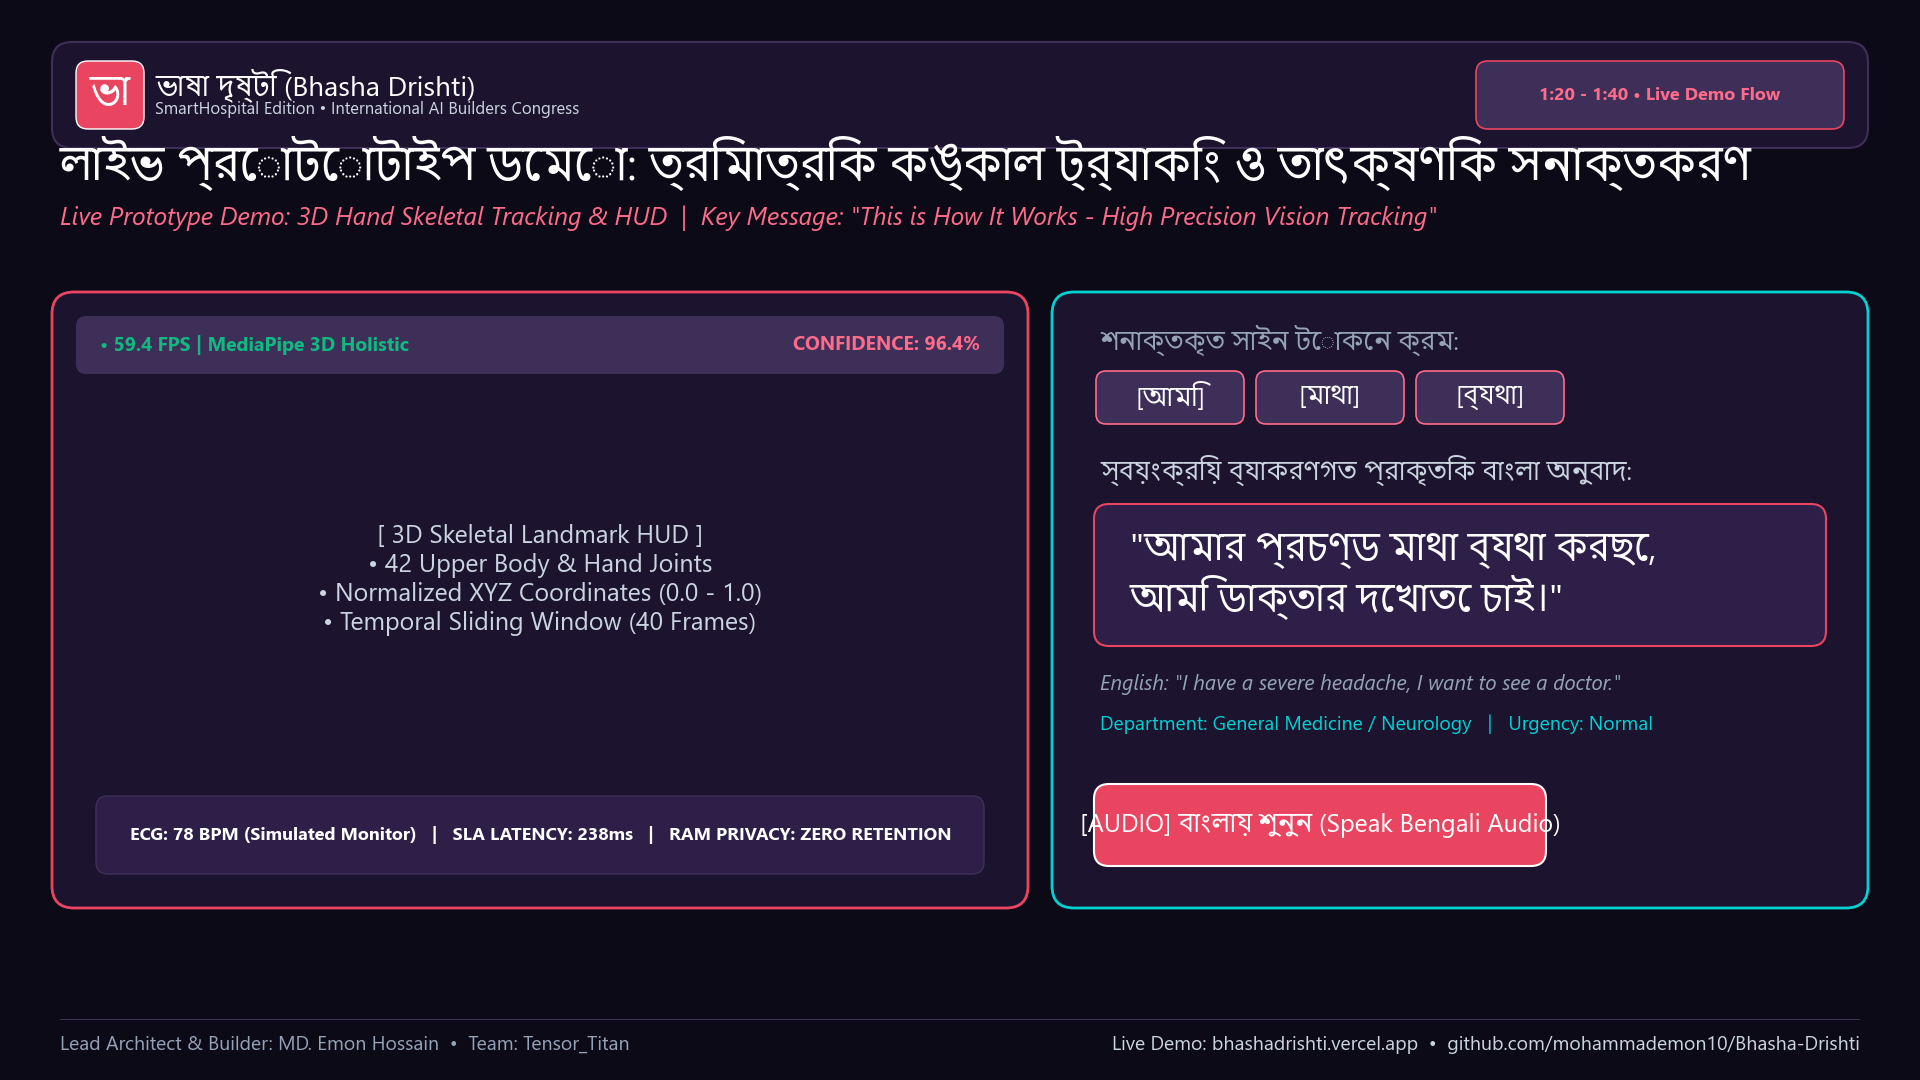 ভা
ভাষা দৃষ্টি (Bhasha Drishti)
SmartHospital Edition • International AI Builders Congress
1:20 - 1:40 • Live Demo Flow
লাইভ প্রোটোটাইপ ডেমো: ত্রিমাত্রিক কঙ্কাল ট্র্যাকিং ও তাৎক্ষণিক সনাক্তকরণ
Live Prototype Demo: 3D Hand Skeletal Tracking & HUD | Key Message: "This is How It Works - High Precision Vision Tracking"
• 59.4 FPS | MediaPipe 3D Holistic
CONFIDENCE: 96.4%
[ 3D Skeletal Landmark HUD ]
• 42 Upper Body & Hand Joints
• Normalized XYZ Coordinates (0.0 - 1.0)
• Temporal Sliding Window (40 Frames)
ECG: 78 BPM (Simulated Monitor) | SLA LATENCY: 238ms | RAM PRIVACY: ZERO RETENTION
শনাক্তকৃত সাইন টোকেন ক্রম:
[আমি]
[মাথা]
[ব্যথা]
স্বয়ংক্রিয় ব্যাকরণগত প্রাকৃতিক বাংলা অনুবাদ:
"আমার প্রচণ্ড মাথা ব্যথা করছে,
আমি ডাক্তার দেখাতে চাই।"
English: "I have a severe headache, I want to see a doctor."
Department: General Medicine / Neurology | Urgency: Normal
[AUDIO] বাংলায় শুনুন (Speak Bengali Audio)
Lead Architect & Builder: MD. Emon Hossain • Team: Tensor_Titan
Live Demo: bhashadrishti.vercel.app • github.com/mohammademon10/Bhasha-Drishti